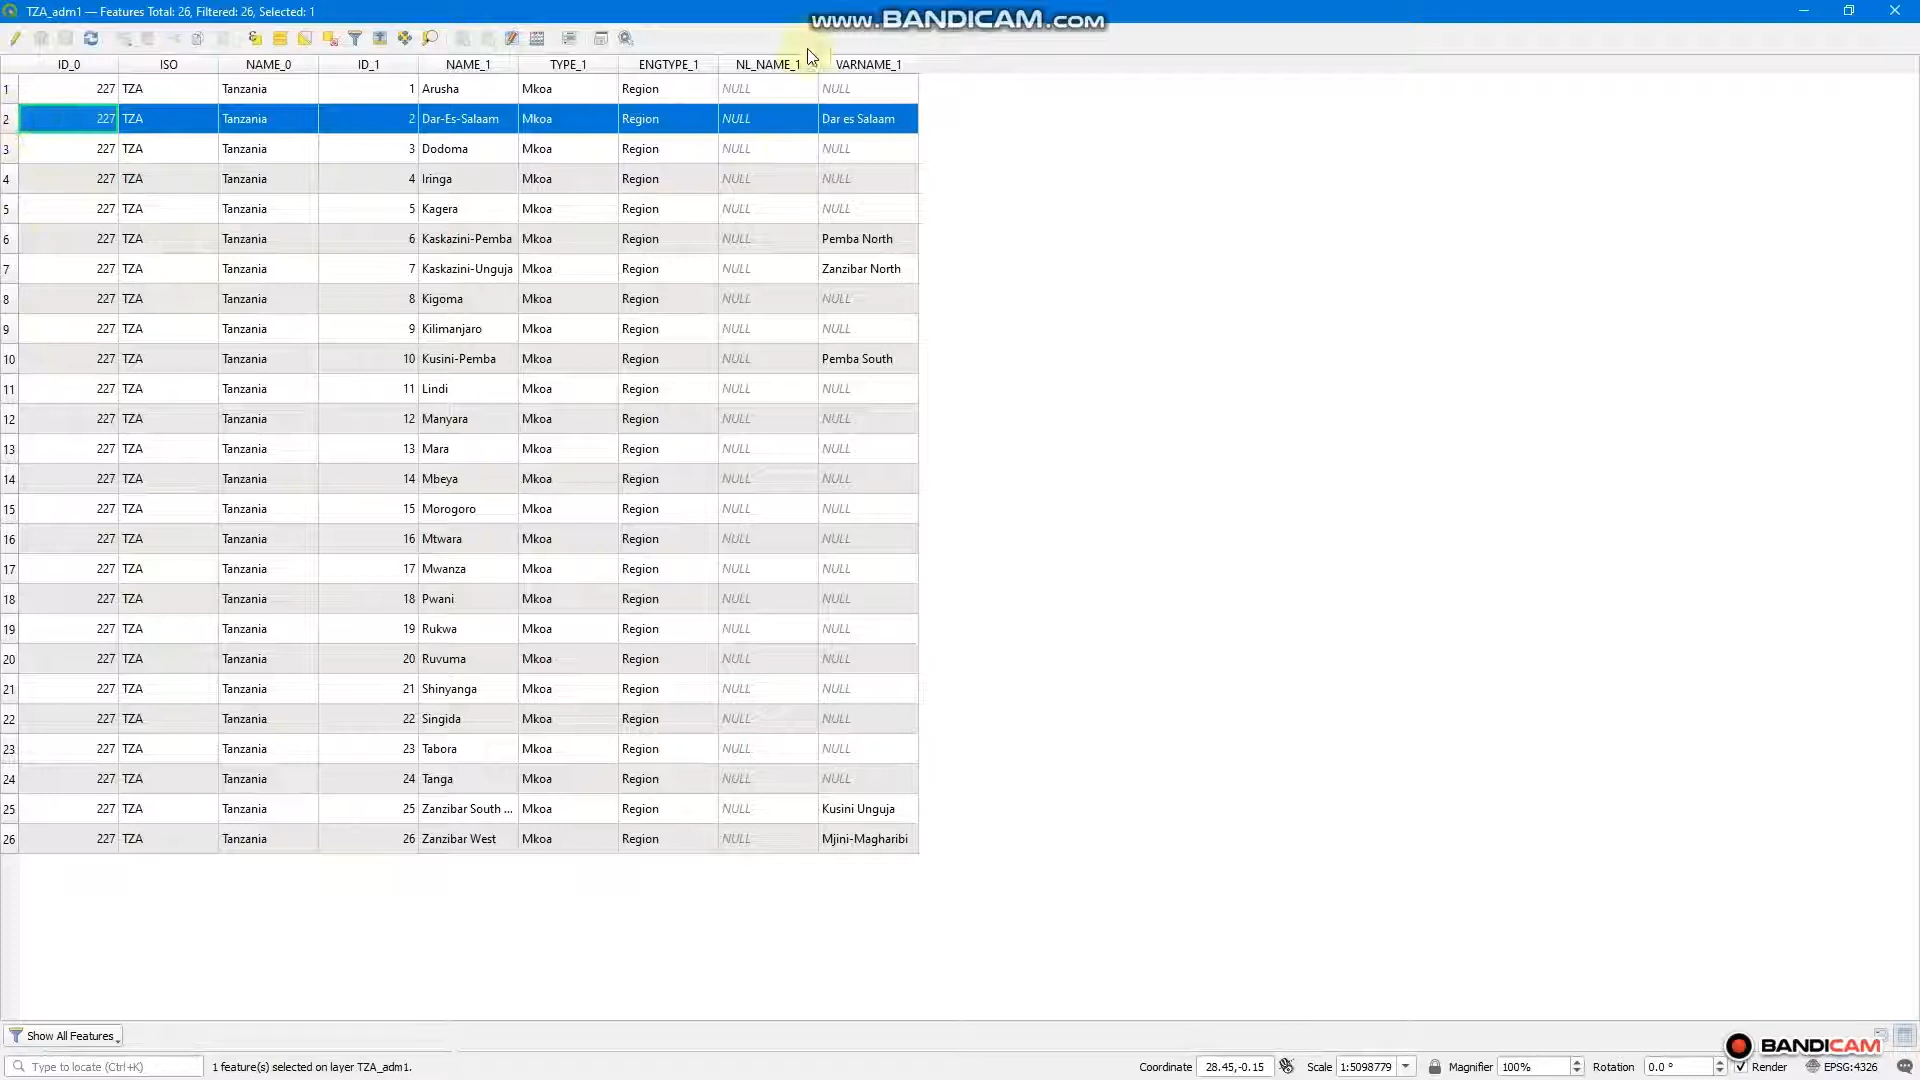 TZA_adm1 — Features Total: 26, Filtered: 26, Selected: 1
www.BANDICAM.com
ID_0 ISO NAME_0 ID_1 NAME_1 TYPE_1 ENGTYPE_1 NL_NAME_1 VARNAME_1
1 227 TZA Tanzania 1 Arusha Mkoa Region NULL NULL
2 227 TZA Tanzania 2 Dar-Es-Salaam Mkoa Region NULL Dar es Salaam
3 227 TZA Tanzania 3 Dodoma Mkoa Region NULL NULL
4 227 TZA Tanzania 4 Iringa Mkoa Region NULL NULL
5 227 TZA Tanzania 5 Kagera Mkoa Region NULL NULL
6 227 TZA Tanzania 6 Kaskazini-Pemba Mkoa Region NULL Pemba North
7 227 TZA Tanzania 7 Kaskazini-Unguja Mkoa Region NULL Zanzibar North
8 227 TZA Tanzania 8 Kigoma Mkoa Region NULL NULL
9 227 TZA Tanzania 9 Kilimanjaro Mkoa Region NULL NULL
10 227 TZA Tanzania 10 Kusini-Pemba Mkoa Region NULL Pemba South
11 227 TZA Tanzania 11 Lindi Mkoa Region NULL NULL
12 227 TZA Tanzania 12 Manyara Mkoa Region NULL NULL
13 227 TZA Tanzania 13 Mara Mkoa Region NULL NULL
14 227 TZA Tanzania 14 Mbeya Mkoa Region NULL NULL
15 227 TZA Tanzania 15 Morogoro Mkoa Region NULL NULL
16 227 TZA Tanzania 16 Mtwara Mkoa Region NULL NULL
17 227 TZA Tanzania 17 Mwanza Mkoa Region NULL NULL
18 227 TZA Tanzania 18 Pwani Mkoa Region NULL NULL
19 227 TZA Tanzania 19 Rukwa Mkoa Region NULL NULL
20 227 TZA Tanzania 20 Ruvuma Mkoa Region NULL NULL
21 227 TZA Tanzania 21 Shinyanga Mkoa Region NULL NULL
22 227 TZA Tanzania 22 Singida Mkoa Region NULL NULL
23 227 TZA Tanzania 23 Tabora Mkoa Region NULL NULL
24 227 TZA Tanzania 24 Tanga Mkoa Region NULL NULL
25 227 TZA Tanzania 25 Zanzibar South ... Mkoa Region NULL Kusini Unguja
26 227 TZA Tanzania 26 Zanzibar West Mkoa Region NULL Mjini-Magharibi
Show All Features
BANDICAM
Type to locate (Ctrl+K) 1 feature(s) selected on layer TZA_adm1. Coordinate 28.45,-0.15 Scale 1:5098779 Magnifier 100% Rotation 0.0 ° Render EPSG:4326